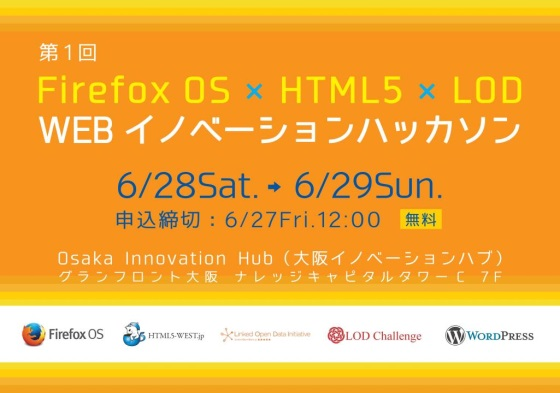 第1回
Firefox OS × HTML5 × LOD
WEB イノベーションハッカソン
6/28Sat. ➔ 6/29Sun.
申込締切：6/27Fri.12:00 無料
Osaka Innovation Hub（大阪イノベーションハブ）
グランフロント大阪 ナレッジキャピタルタワーC 7F
Firefox OS HTML5-WEST.jp Linked Open Data Initiative LOD Challenge WORDPRESS